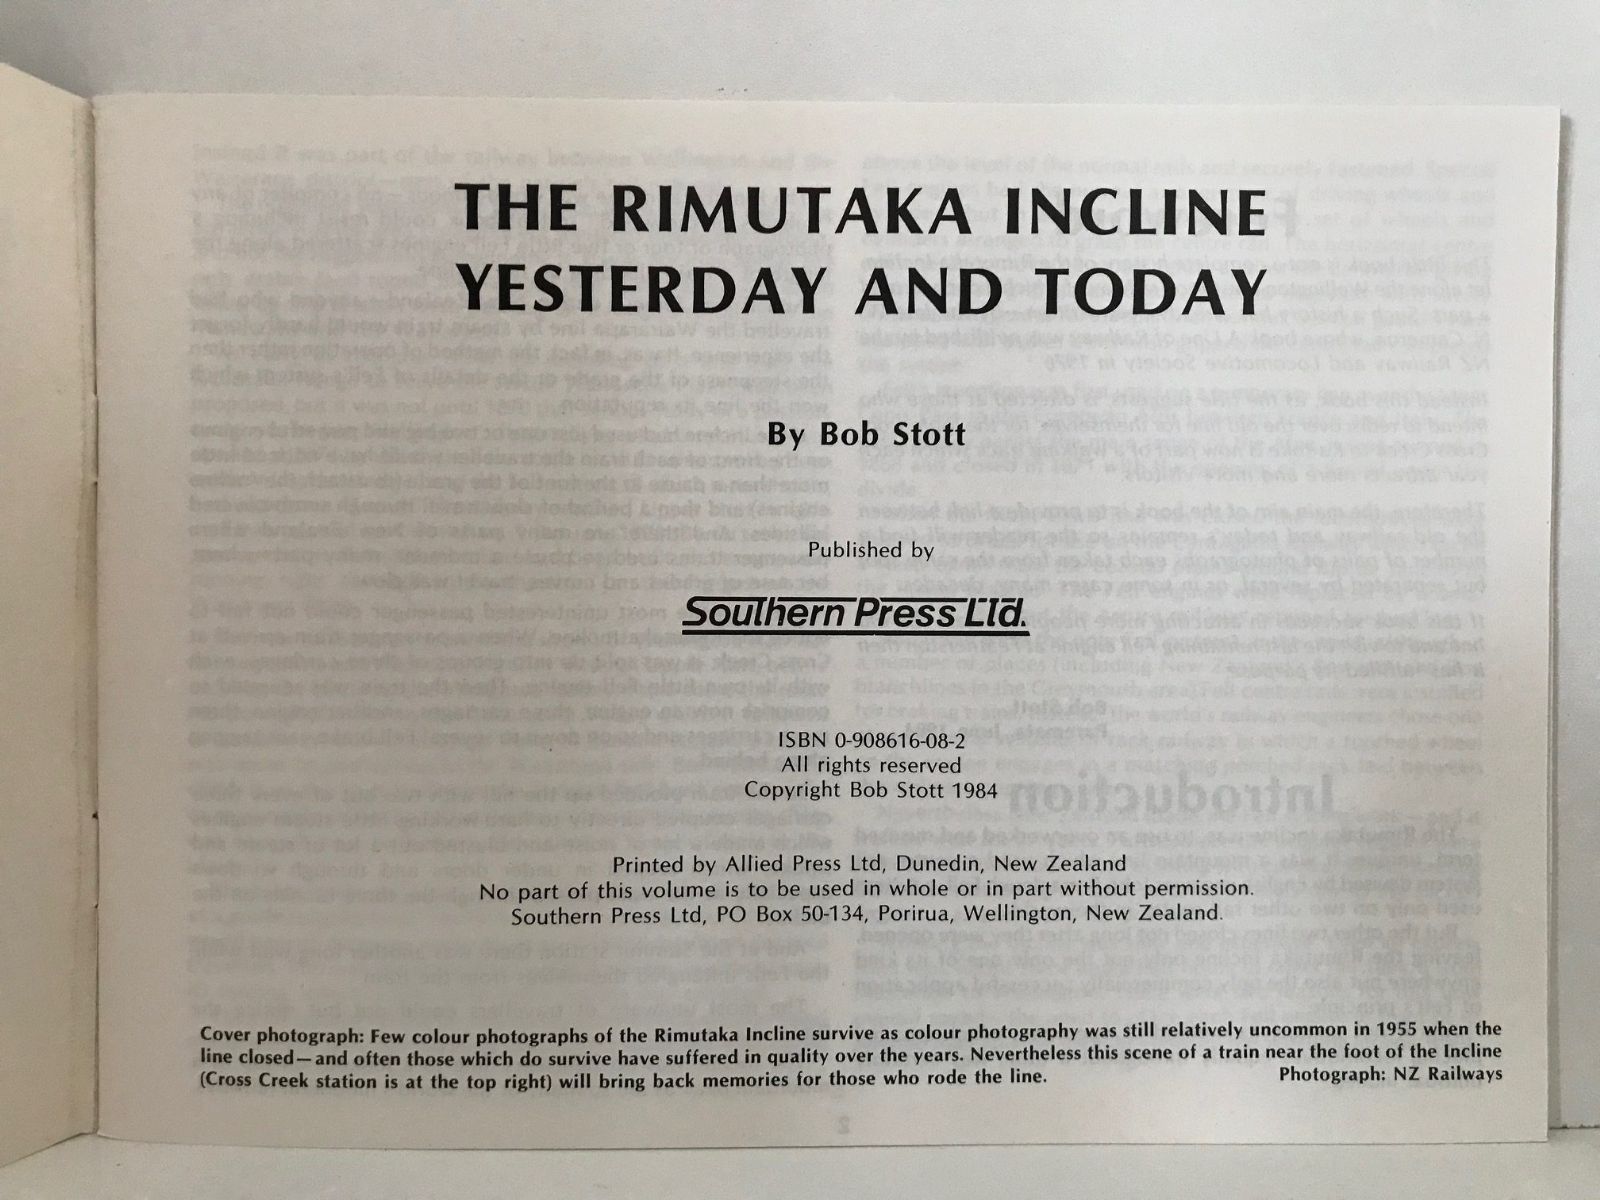 THE RIMUTAKA INCLINE
YESTERDAY AND TODAY
By Bob Stott
Published by
Southern Press Ltd.
ISBN 0-908616-08-2
All rights reserved
Copyright Bob Stott 1984
Printed by Allied Press Ltd, Dunedin, New Zealand
No part of this volume is to be used in whole or in part without permission.
Southern Press Ltd, PO Box 50-134, Porirua, Wellington, New Zealand.
Cover photograph: Few colour photographs of the Rimutaka Incline survive as colour photography was still relatively uncommon in 1955 when the
line closed—and often those which do survive have suffered in quality over the years. Nevertheless this scene of a train near the foot of the Incline
(Cross Creek station is at the top right) will bring back memories for those who rode the line. Photograph: NZ Railways